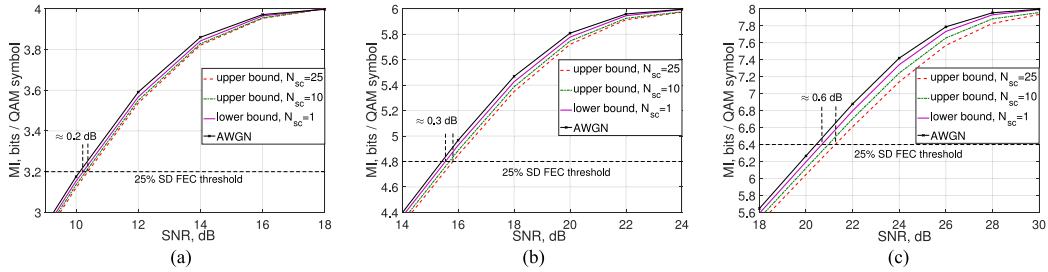 4
3.8
3.6
3.4
3.2
3
MI, bits / QAM symbol
≈ 0.2 dB
upper bound, N_sc=25
upper bound, N_sc=10
lower bound, N_sc=1
AWGN
25% SD FEC threshold
10 12 14 16 18
SNR, dB
(a)
6
5.8
5.6
5.4
5.2
5
4.8
4.6
4.4
MI, bits / QAM symbol
≈ 0.3 dB
upper bound, N_sc=25
upper bound, N_sc=10
lower bound, N_sc=1
AWGN
25% SD FEC threshold
14 16 18 20 22 24
SNR, dB
(b)
8
7.8
7.6
7.4
7.2
7
6.8
6.6
6.4
6.2
6
5.8
5.6
MI, bits / QAM symbol
≈ 0.6 dB
upper bound, N_sc=25
upper bound, N_sc=10
lower bound, N_sc=1
AWGN
25% SD FEC threshold
18 20 22 24 26 28 30
SNR, dB
(c)